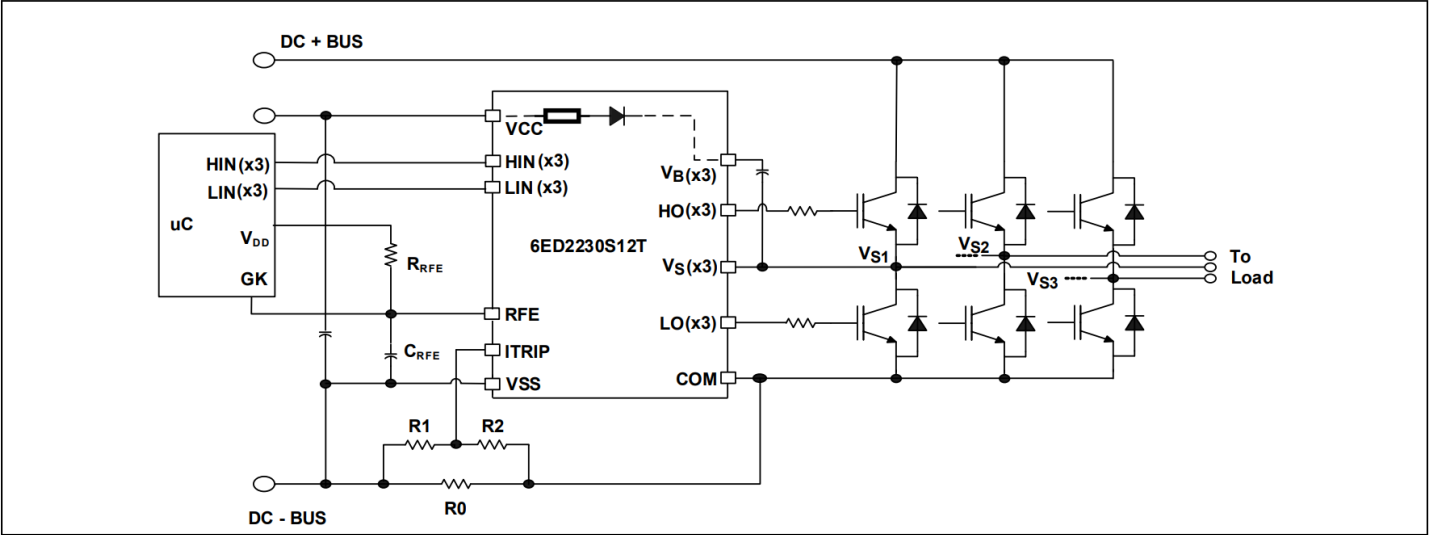 DC + BUS
VCC
HIN(x3)
HIN(x3)
LIN(x3)
LIN (x3)
VB(x3)
HO(x3)
uC
6ED2230S12T
VDD
RRFE
VS(x3)
VS1
VS2
To
GK
VS3
Load
RFE
LO(x3)
CRFE
ITRIP
VSS
COM
R1
R2
R0
DC - BUS